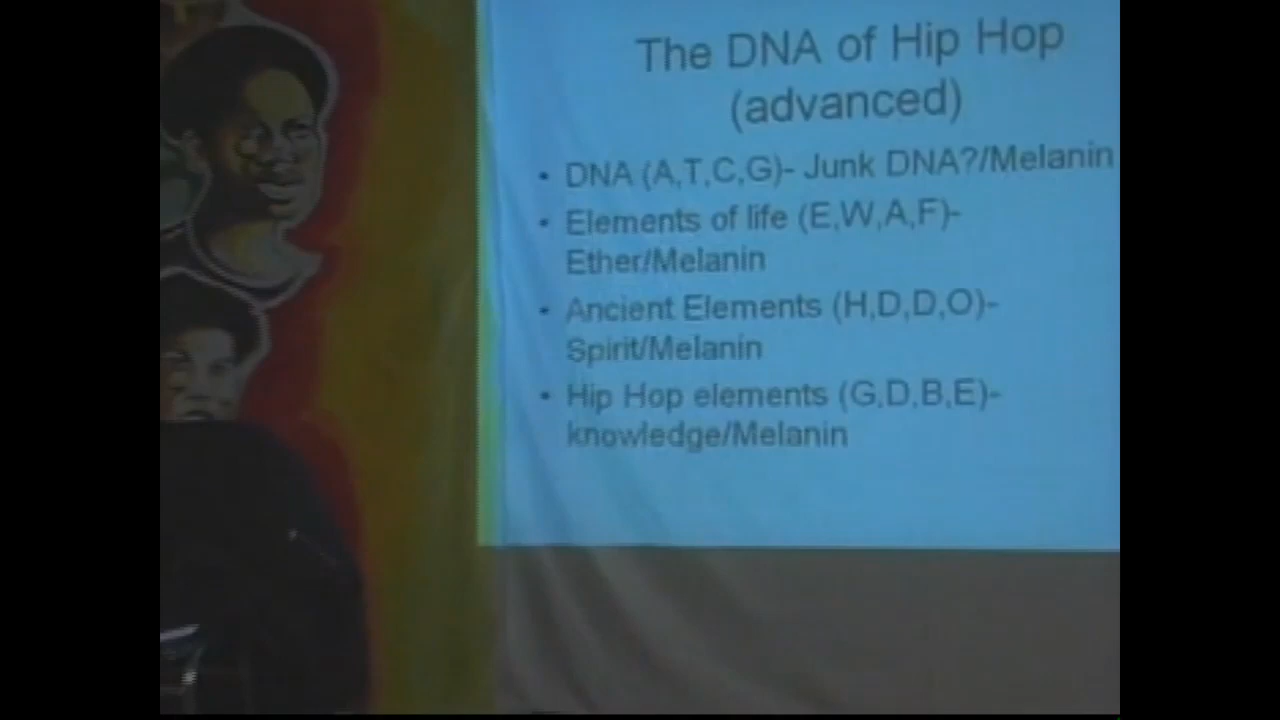 The DNA of Hip Hop
(advanced)
• DNA (A,T,C,G)- Junk DNA?/Melanin
• Elements of life (E,W,A,F)-
Ether/Melanin
• Ancient Elements (H,D,D,O)-
Spirit/Melanin
• Hip Hop elements (G,D,B,E)-
knowledge/Melanin